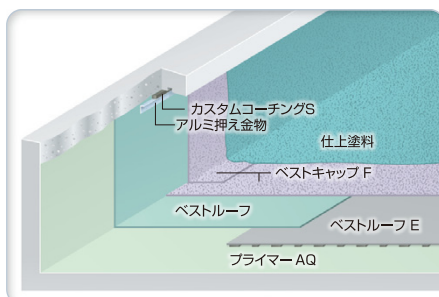 カスタムコーチングS
アルミ押え金物
仕上塗料
ベストキャップ F
ベストルーフ
ベストルーフ E
プライマー AQ